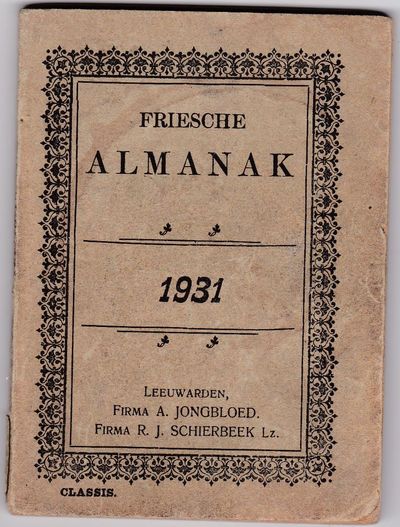 FRIESCHE
ALMANAK
1931
LEEUWARDEN,
FIRMA A. JONGBLOED.
FIRMA R. J. SCHIERBEEK Lz.
CLASSIS.